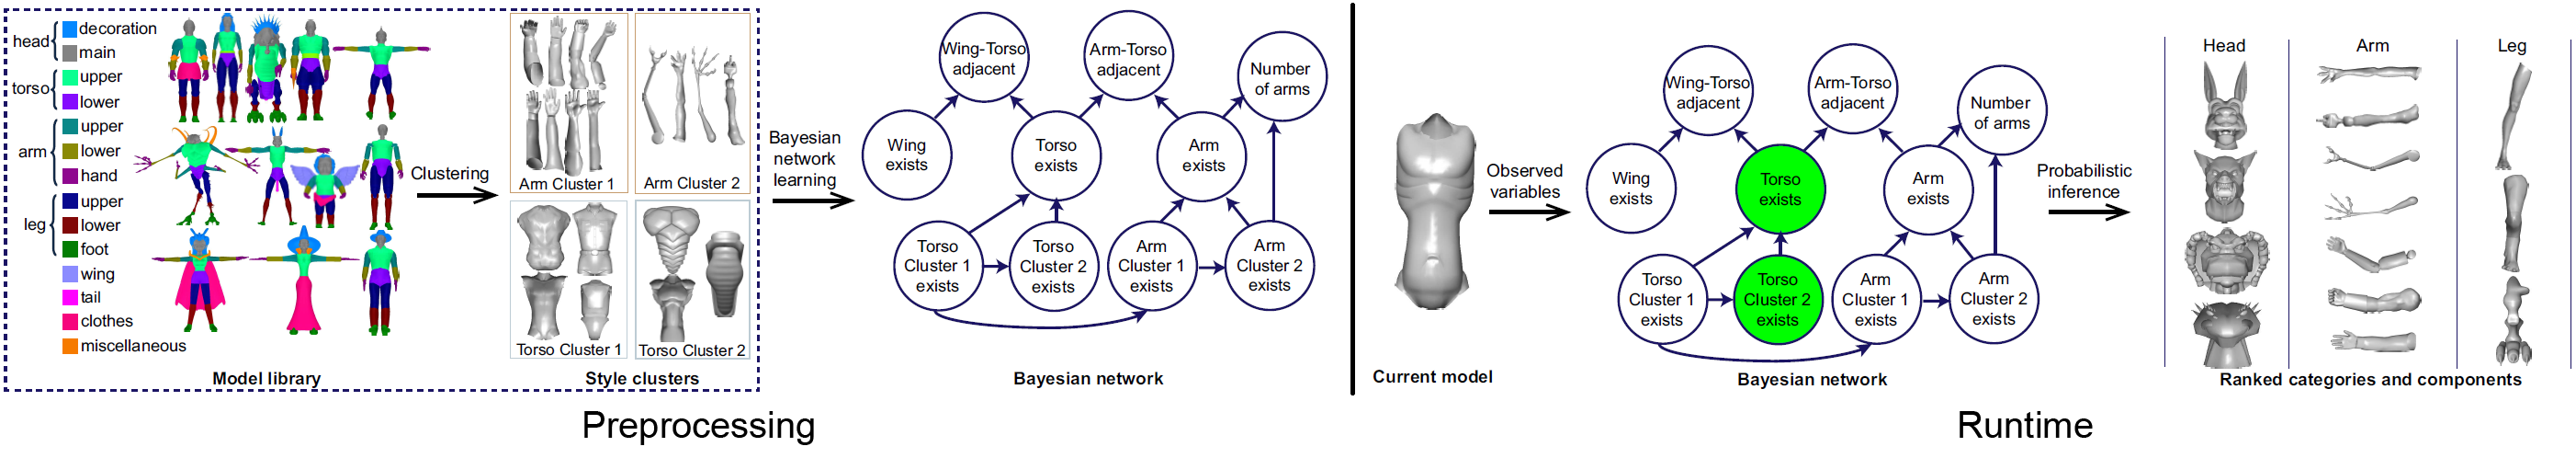 head
decoration
main
torso
upper
lower
arm
upper
lower
hand
leg
upper
lower
foot
wing
tail
clothes
miscellaneous
Model library
Clustering
Arm Cluster 1
Arm Cluster 2
Torso Cluster 1
Torso Cluster 2
Style clusters
Bayesian
network
learning
Wing-Torso
adjacent
Arm-Torso
adjacent
Number
of arms
Wing
exists
Torso
exists
Arm
exists
Torso
Cluster 1
exists
Torso
Cluster 2
exists
Arm
Cluster 1
exists
Arm
Cluster 2
exists
Bayesian network
Preprocessing
Current model
Observed
variables
Wing-Torso
adjacent
Arm-Torso
adjacent
Number
of arms
Wing
exists
Torso
exists
Arm
exists
Torso
Cluster 1
exists
Torso
Cluster 2
exists
Arm
Cluster 1
exists
Arm
Cluster 2
exists
Bayesian network
Probabilistic
inference
Head
Arm
Leg
Ranked categories and components
Runtime